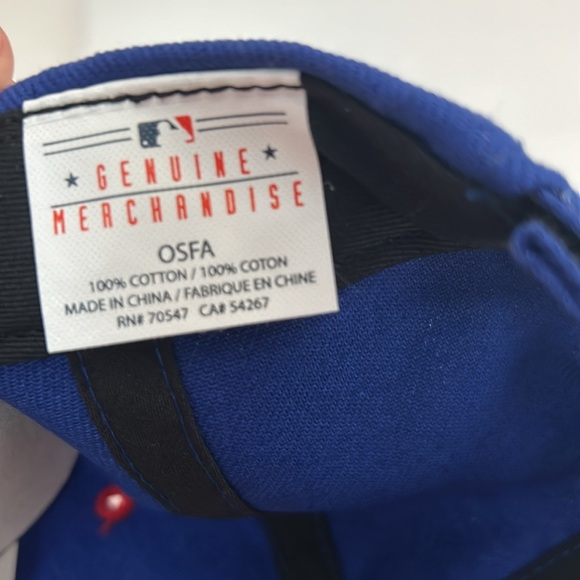 GENUINE
MERCHANDISE
OSFA
100% COTTON / 100% COTON
MADE IN CHINA / FABRIQUE EN CHINE
RN# 70547 CA# 54267